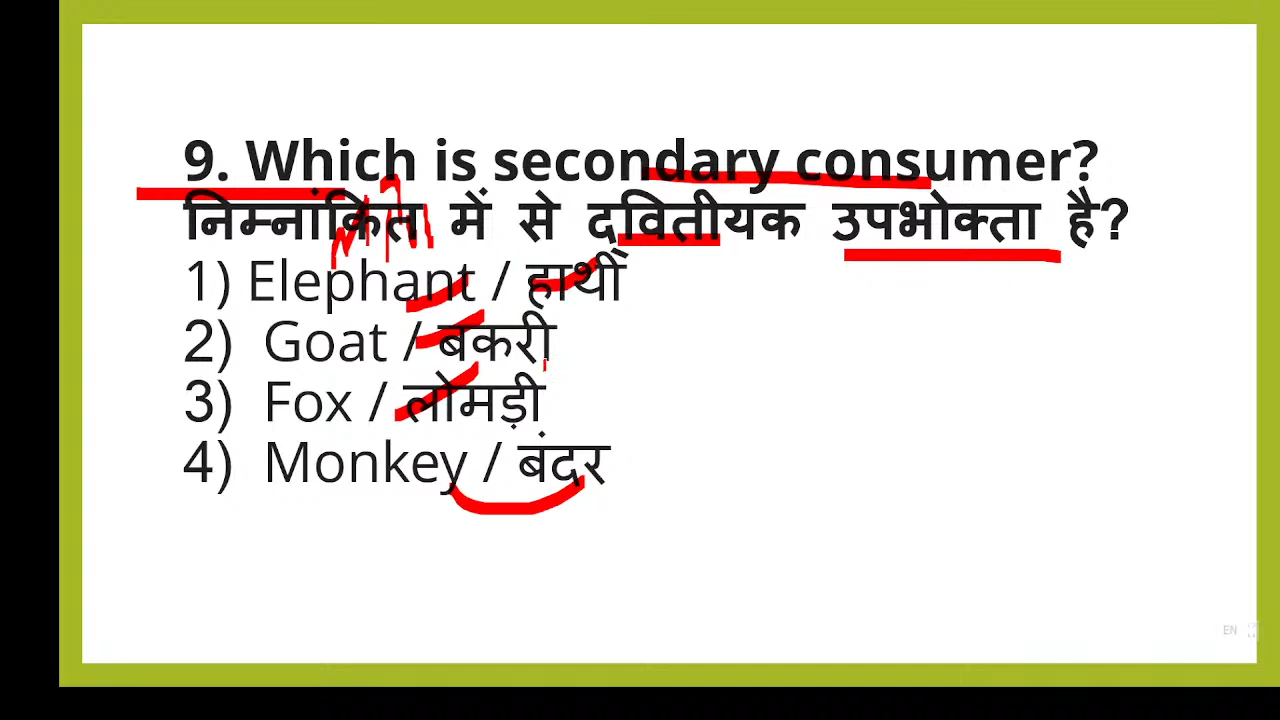 9. Which is secondary consumer?
निम्नांकित में से दवितीयक उपभोक्ता है?
1) Elephant / हाथी
2) Goat / बकरी
3) Fox / लोमड़ी
4) Monkey / बंदर
EN